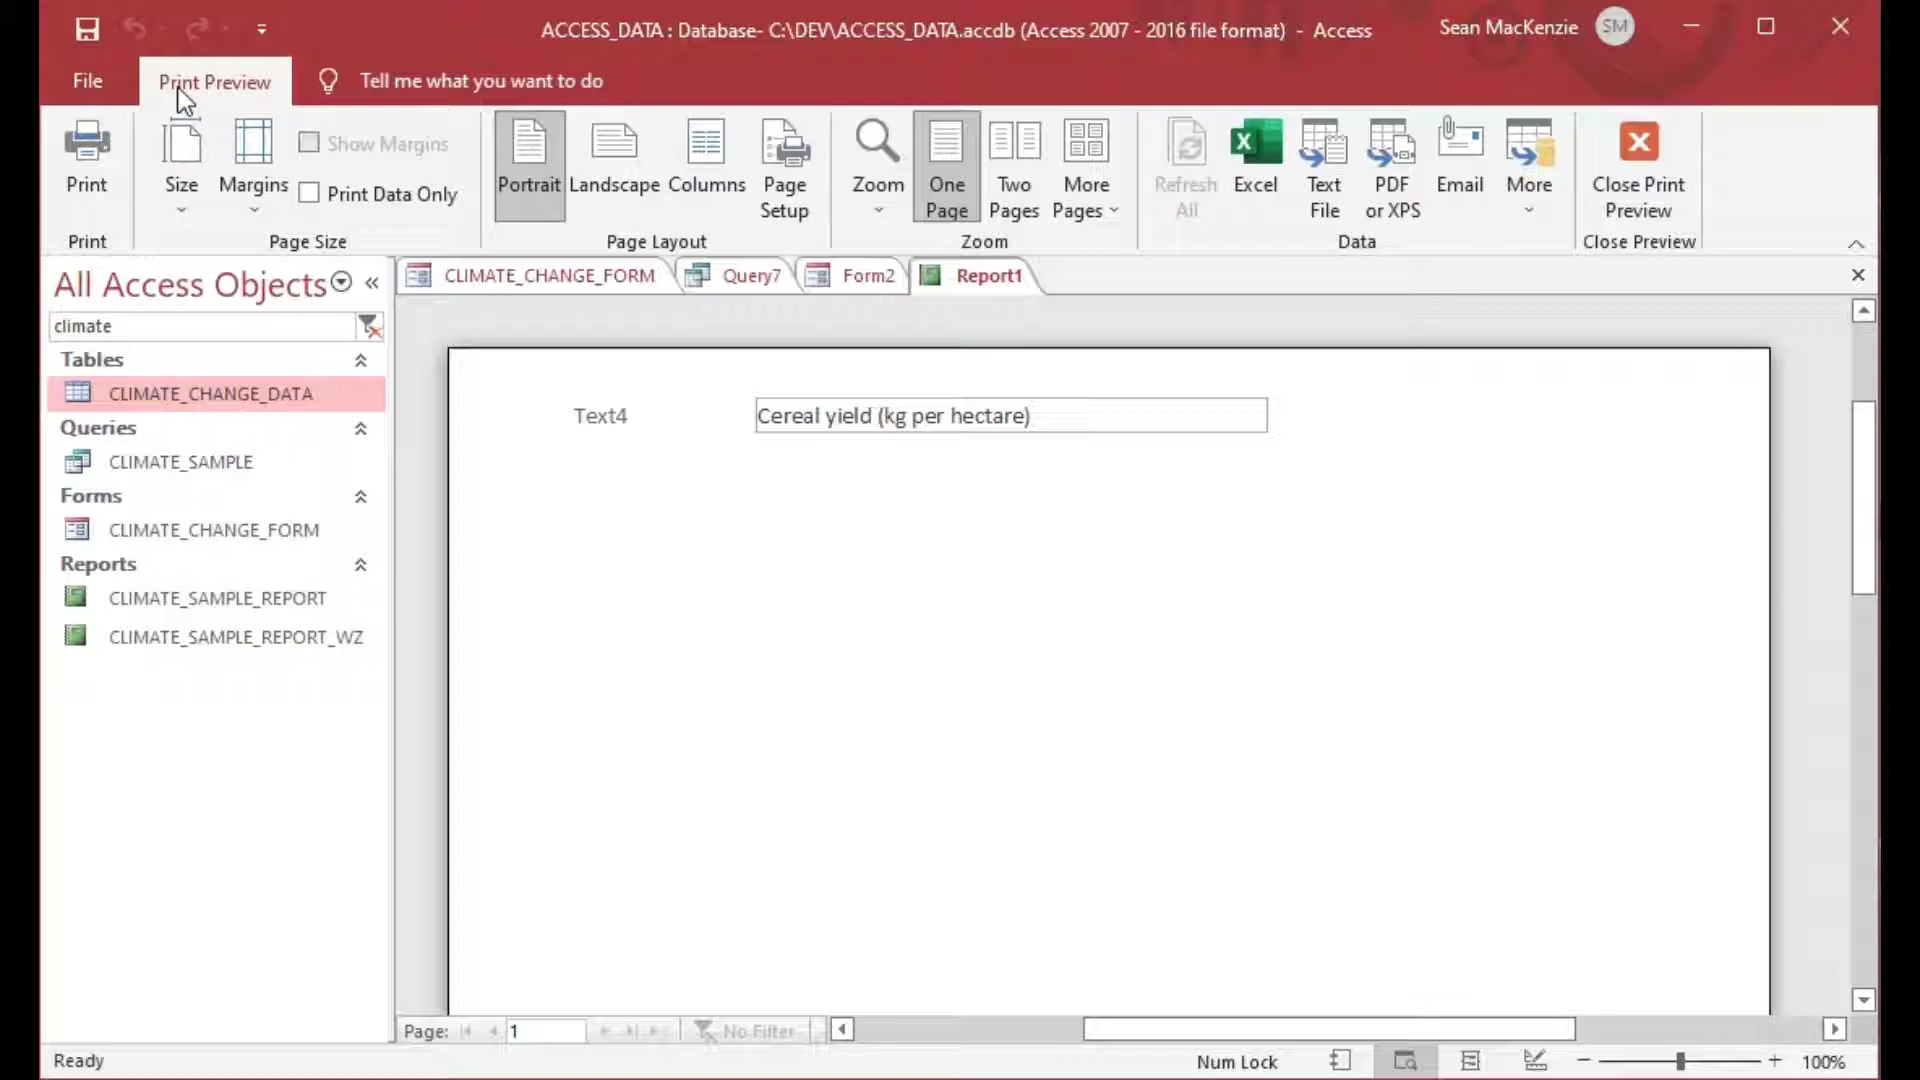 ACCESS_DATA : Database- C:\DEV\ACCESS_DATA.accdb (Access 2007 - 2016 file format) - Access
Sean MacKenzie
SM
File
Print Preview
Tell me what you want to do
Print
Size
Margins
Show Margins
Print Data Only
Portrait
Landscape
Columns
Page
Setup
Zoom
One
Page
Two
Pages
More
Pages
Refresh
All
Excel
Text
File
PDF
or XPS
Email
More
Close Print
Preview
Print
Page Size
Page Layout
Zoom
Data
Close Preview
All Access Objects
climate
Tables
CLIMATE_CHANGE_DATA
Queries
CLIMATE_SAMPLE
Forms
CLIMATE_CHANGE_FORM
Reports
CLIMATE_SAMPLE_REPORT
CLIMATE_SAMPLE_REPORT_WZ
CLIMATE_CHANGE_FORM
Query7
Form2
Report1
Text4
Cereal yield (kg per hectare)
Page:
1
No Filter
Ready
Num Lock
100%